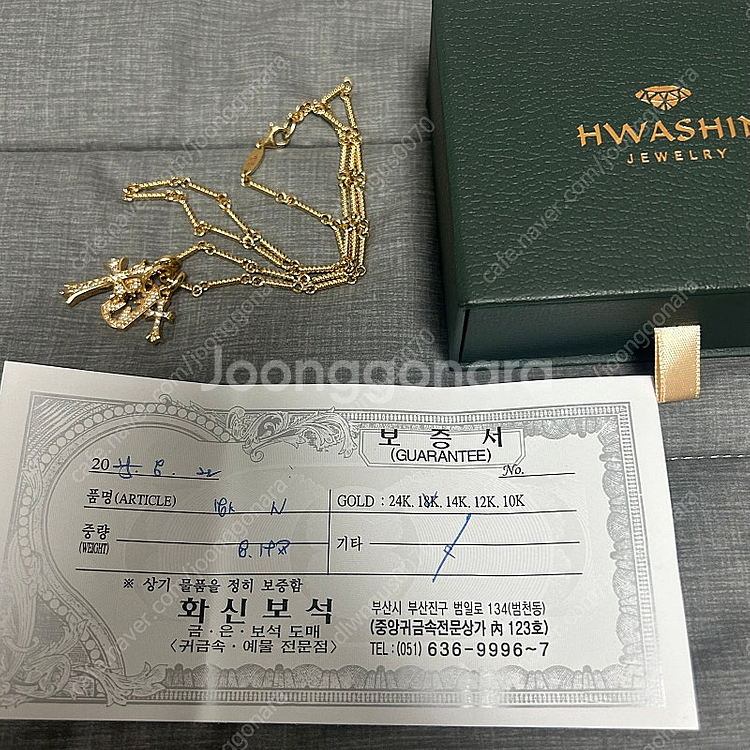 HWASHIN
JEWELRY
Joonggonara
보 증 서
(GUARANTEE)
20 . 8. 22
No.
품명(ARTICLE) 18K N
GOLD : 24K, 18K, 14K, 12K, 10K
중량
(WEIGHT)
기타
※ 상기 물품을 정히 보증함
화 신 보 석
금 · 은 · 보석 도매
<귀금속 · 예물 전문점>
부산시 부산진구 범일로 134(범천동)
(중앙귀금속전문상가 內 123호)
TEL : (051) 636-9996~7